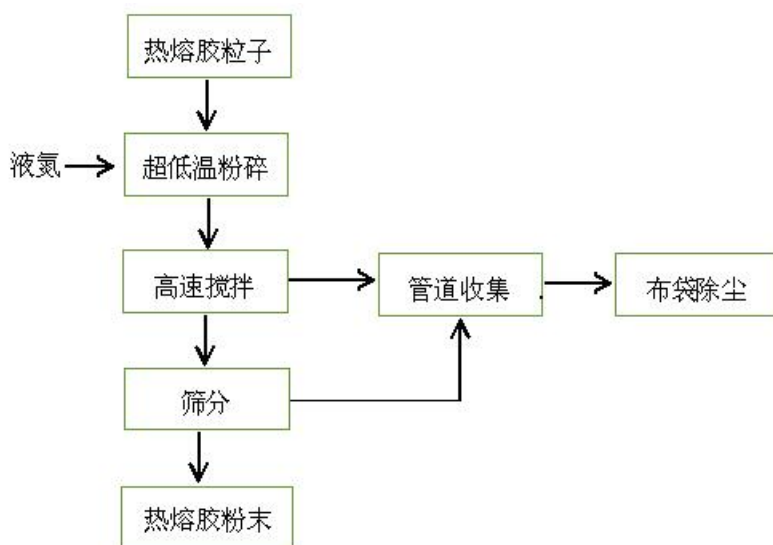 热熔胶粒子
液氮
超低温粉碎
高速搅拌
管道收集
布袋除尘
筛分
热熔胶粉末